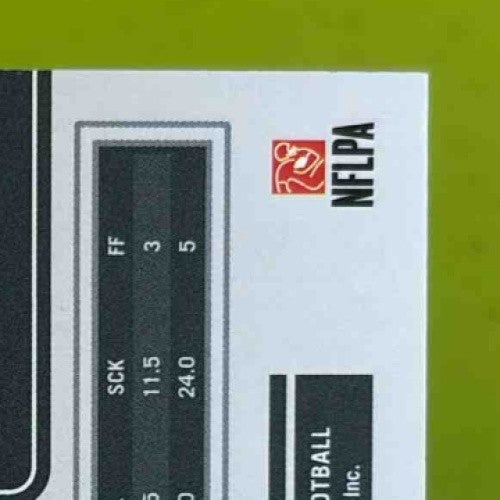 SCK FF
11.5 3
24.0 5
NFLPA
OTBALL
Inc.